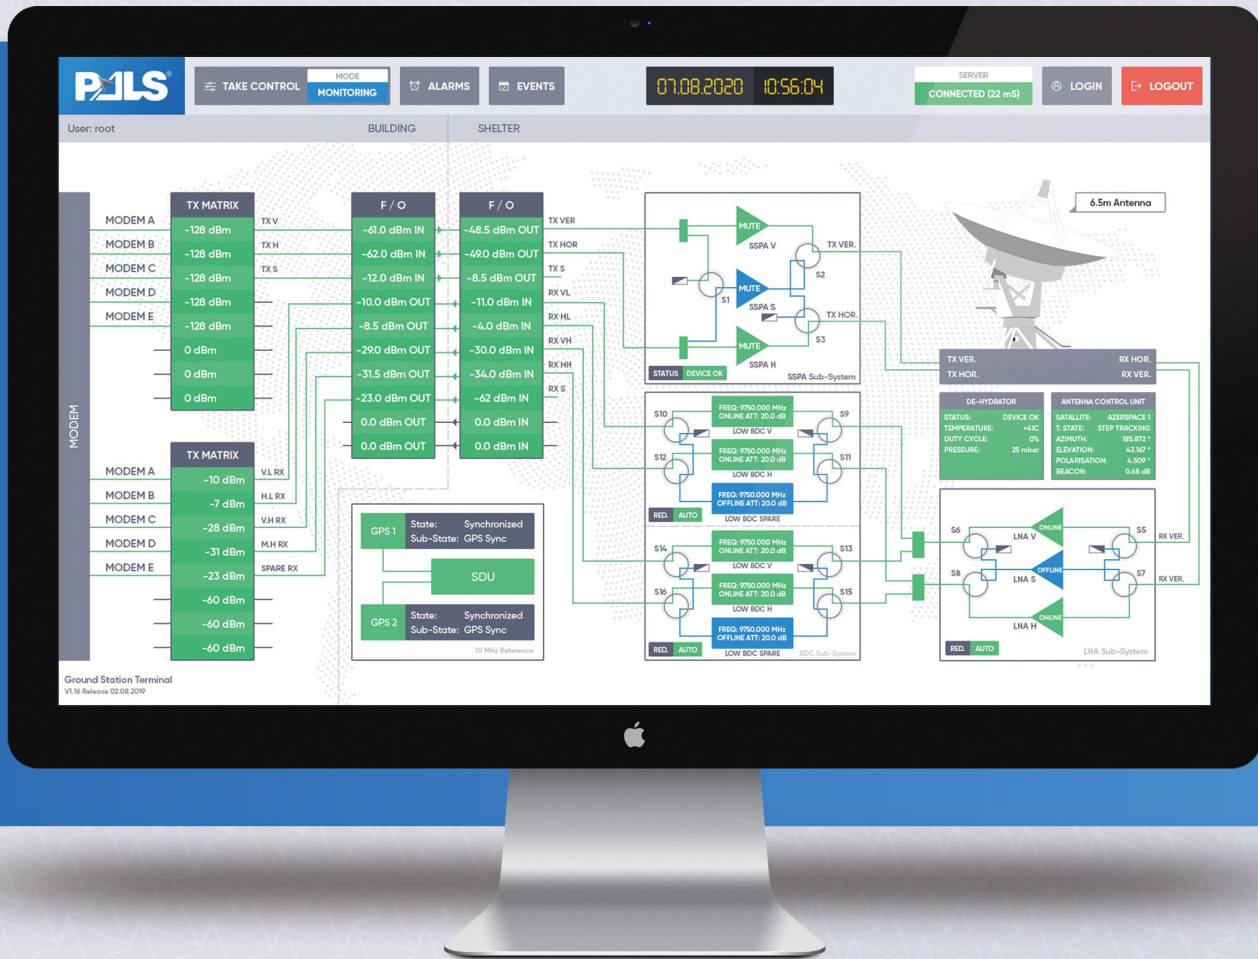 PALS®
TAKE CONTROL
MODE
MONITORING
ALARMS
EVENTS
07.08.2020 10:56:04
SERVER
CONNECTED (22 mS)
LOGIN
LOGOUT
User: root
BUILDING
SHELTER
MODEM
MODEM A
MODEM B
MODEM C
MODEM D
MODEM E
TX MATRIX
-128 dBm
-128 dBm
-128 dBm
-128 dBm
-128 dBm
0 dBm
0 dBm
0 dBm
TX V
TX H
TX S
F / O
-61.0 dBm IN
-62.0 dBm IN
-12.0 dBm IN
-10.0 dBm OUT
-8.5 dBm OUT
-29.0 dBm OUT
-31.5 dBm OUT
-23.0 dBm OUT
0.0 dBm OUT
0.0 dBm OUT
F / O
-48.5 dBm OUT
-49.0 dBm OUT
-8.5 dBm OUT
-11.0 dBm IN
-4.0 dBm IN
-30.0 dBm IN
-34.0 dBm IN
-62 dBm IN
0.0 dBm IN
0.0 dBm IN
TX VER
TX HOR
TX S
RX VL
RX HL
RX VH
RX HH
RX S
MODEM A
MODEM B
MODEM C
MODEM D
MODEM E
TX MATRIX
-10 dBm
-7 dBm
-28 dBm
-31 dBm
-23 dBm
-60 dBm
-60 dBm
-60 dBm
V.L RX
H.L RX
V.H RX
M.H RX
SPARE RX
GPS 1
State: Synchronized
Sub-State: GPS Sync
SDU
GPS 2
State: Synchronized
Sub-State: GPS Sync
10 MHz Reference
MUTE
SSPA V
TX VER.
S2
S1
MUTE
SSPA S
TX HOR.
S3
MUTE
SSPA H
STATUS DEVICE OK
SSPA Sub-System
S10
FREQ: 9750.000 MHz
ONLINE ATT: 20.0 dB
S9
LOW BDC V
S12
FREQ: 9750.000 MHz
ONLINE ATT: 20.0 dB
S11
LOW BDC H
FREQ: 9750.000 MHz
OFFLINE ATT: 20.0 dB
RED. AUTO
LOW BDC SPARE
S14
FREQ: 9750.000 MHz
ONLINE ATT: 20.0 dB
S13
LOW BDC V
S16
FREQ: 9750.000 MHz
ONLINE ATT: 20.0 dB
S15
LOW BDC H
FREQ: 9750.000 MHz
OFFLINE ATT: 20.0 dB
RED. AUTO
LOW BDC SPARE
BDC Sub-System
6.5m Antenna
TX VER. RX HOR.
TX HOR. RX VER.
DE-HYDRATOR
STATUS: DEVICE OK
TEMPERATURE: +41C
DUTY CYCLE: 0%
PRESSURE: 25 mbar
ANTENNA CONTROL UNIT
SATALLITE: AZERSPACE 1
T. STATE: STEP TRACKING
AZIMUTH: 185.872 °
ELEVATION: 43.167 °
POLARISATION: 4.509 °
BEACON: 0.68 dB
S6
ONLINE
LNA V
S5
RX VER.
S8
OFFLINE
LNA S
S7
RX VER.
ONLINE
LNA H
RED. AUTO
LNA Sub-System
Ground Station Terminal
V1.16 Release 02.08.2019